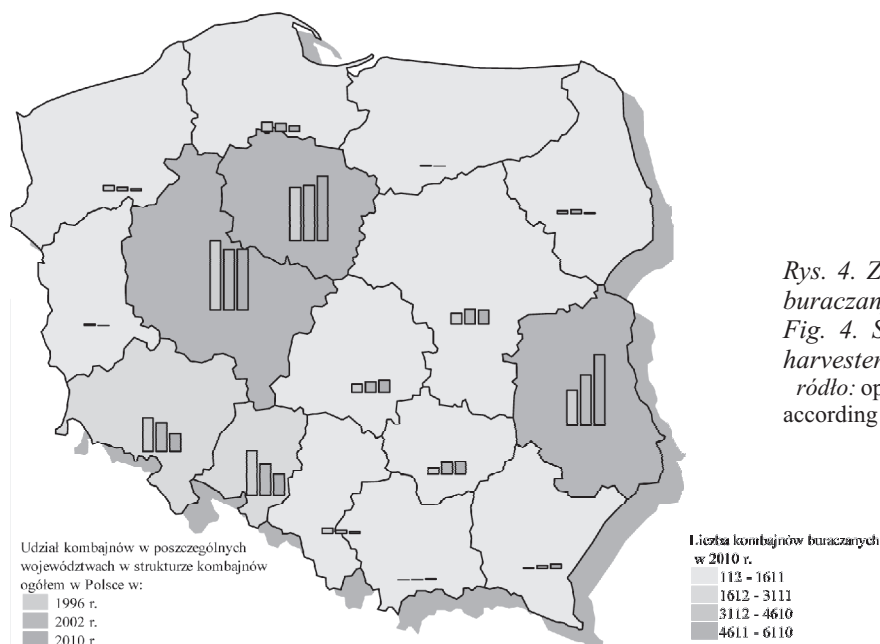 Rys. 4. Z
buraczan
Fig. 4. S
harvester
ródło: op
according
Udział kombajnów w poszczególnych
województwach w strukturze kombajnów
ogółem w Polsce w:
1996 r.
2002 r.
2010 r.
Liczba kombajnów buraczanych
w 2010 r.
112 - 1611
1612 - 3111
3112 - 4610
4611 - 6110